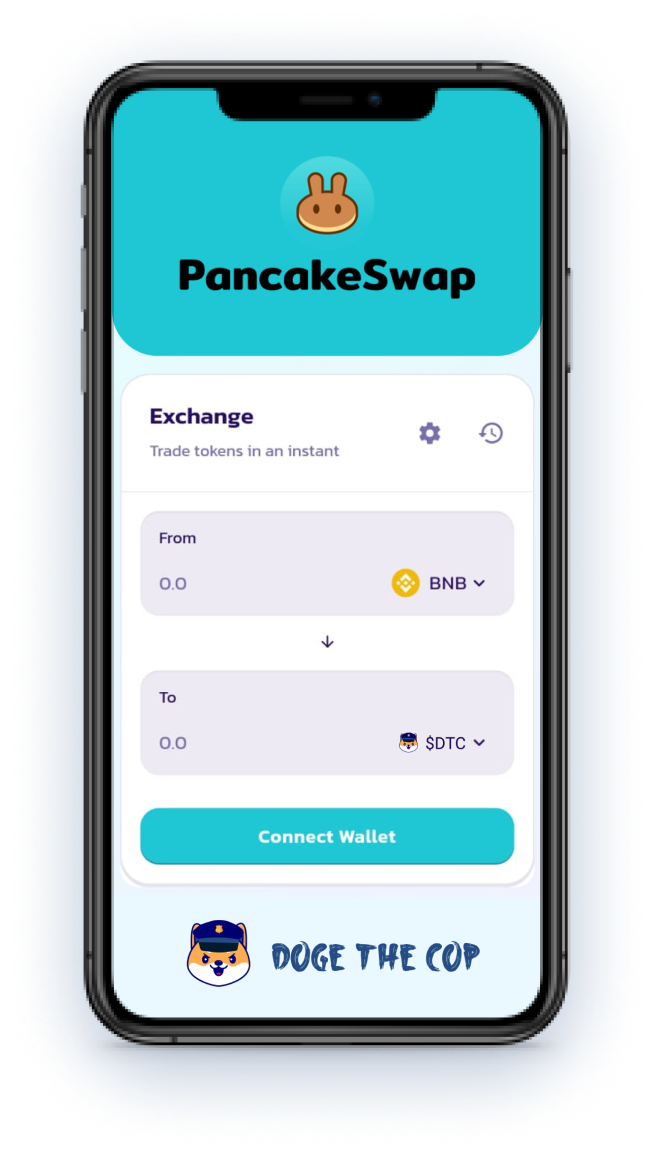 PancakeSwap
Exchange
Trade tokens in an instant
From
0.0
BNB
To
0.0
$DTC
Connect Wallet
DOGE THE COP